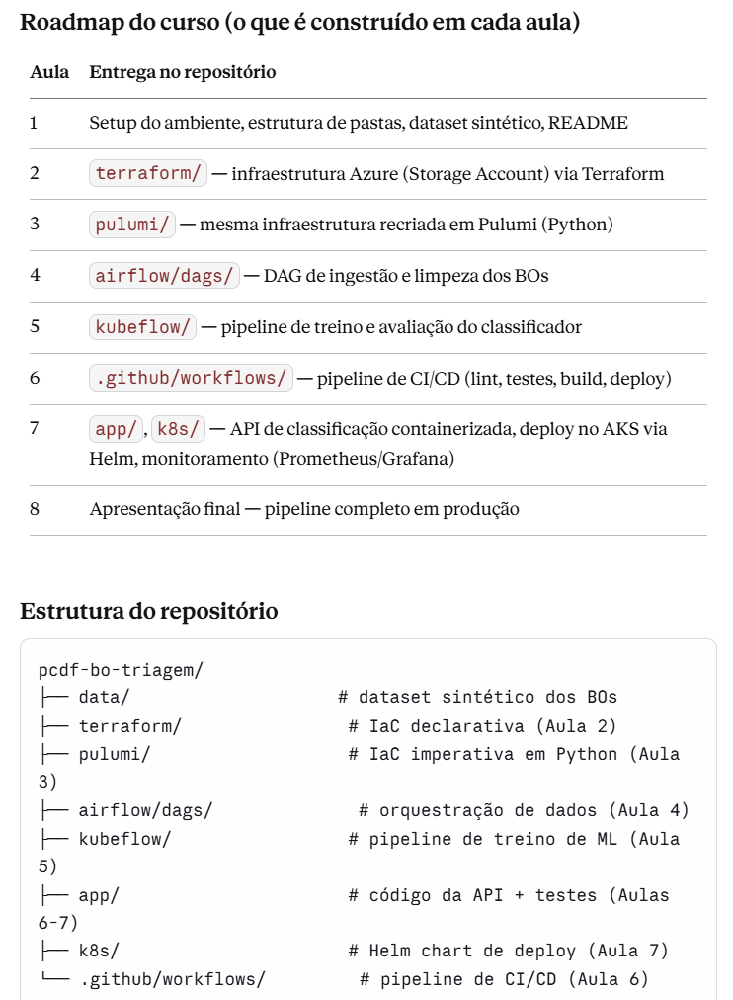 Roadmap do curso (o que é construído em cada aula)
Aula Entrega no repositório
1 Setup do ambiente, estrutura de pastas, dataset sintético, README
2 terraform/ — infraestrutura Azure (Storage Account) via Terraform
3 pulumi/ — mesma infraestrutura recriada em Pulumi (Python)
4 airflow/dags/ — DAG de ingestão e limpeza dos BOs
5 kubeflow/ — pipeline de treino e avaliação do classificador
6 .github/workflows/ — pipeline de CI/CD (lint, testes, build, deploy)
7 app/, k8s/ — API de classificação containerizada, deploy no AKS via
Helm, monitoramento (Prometheus/Grafana)
8 Apresentação final — pipeline completo em produção
Estrutura do repositório
pcdf-bo-triagem/
├── data/ # dataset sintético dos BOs
├── terraform/ # IaC declarativa (Aula 2)
├── pulumi/ # IaC imperativa em Python (Aula
3)
├── airflow/dags/ # orquestração de dados (Aula 4)
├── kubeflow/ # pipeline de treino de ML (Aula
5)
├── app/ # código da API + testes (Aulas
6-7)
├── k8s/ # Helm chart de deploy (Aula 7)
└── .github/workflows/ # pipeline de CI/CD (Aula 6)